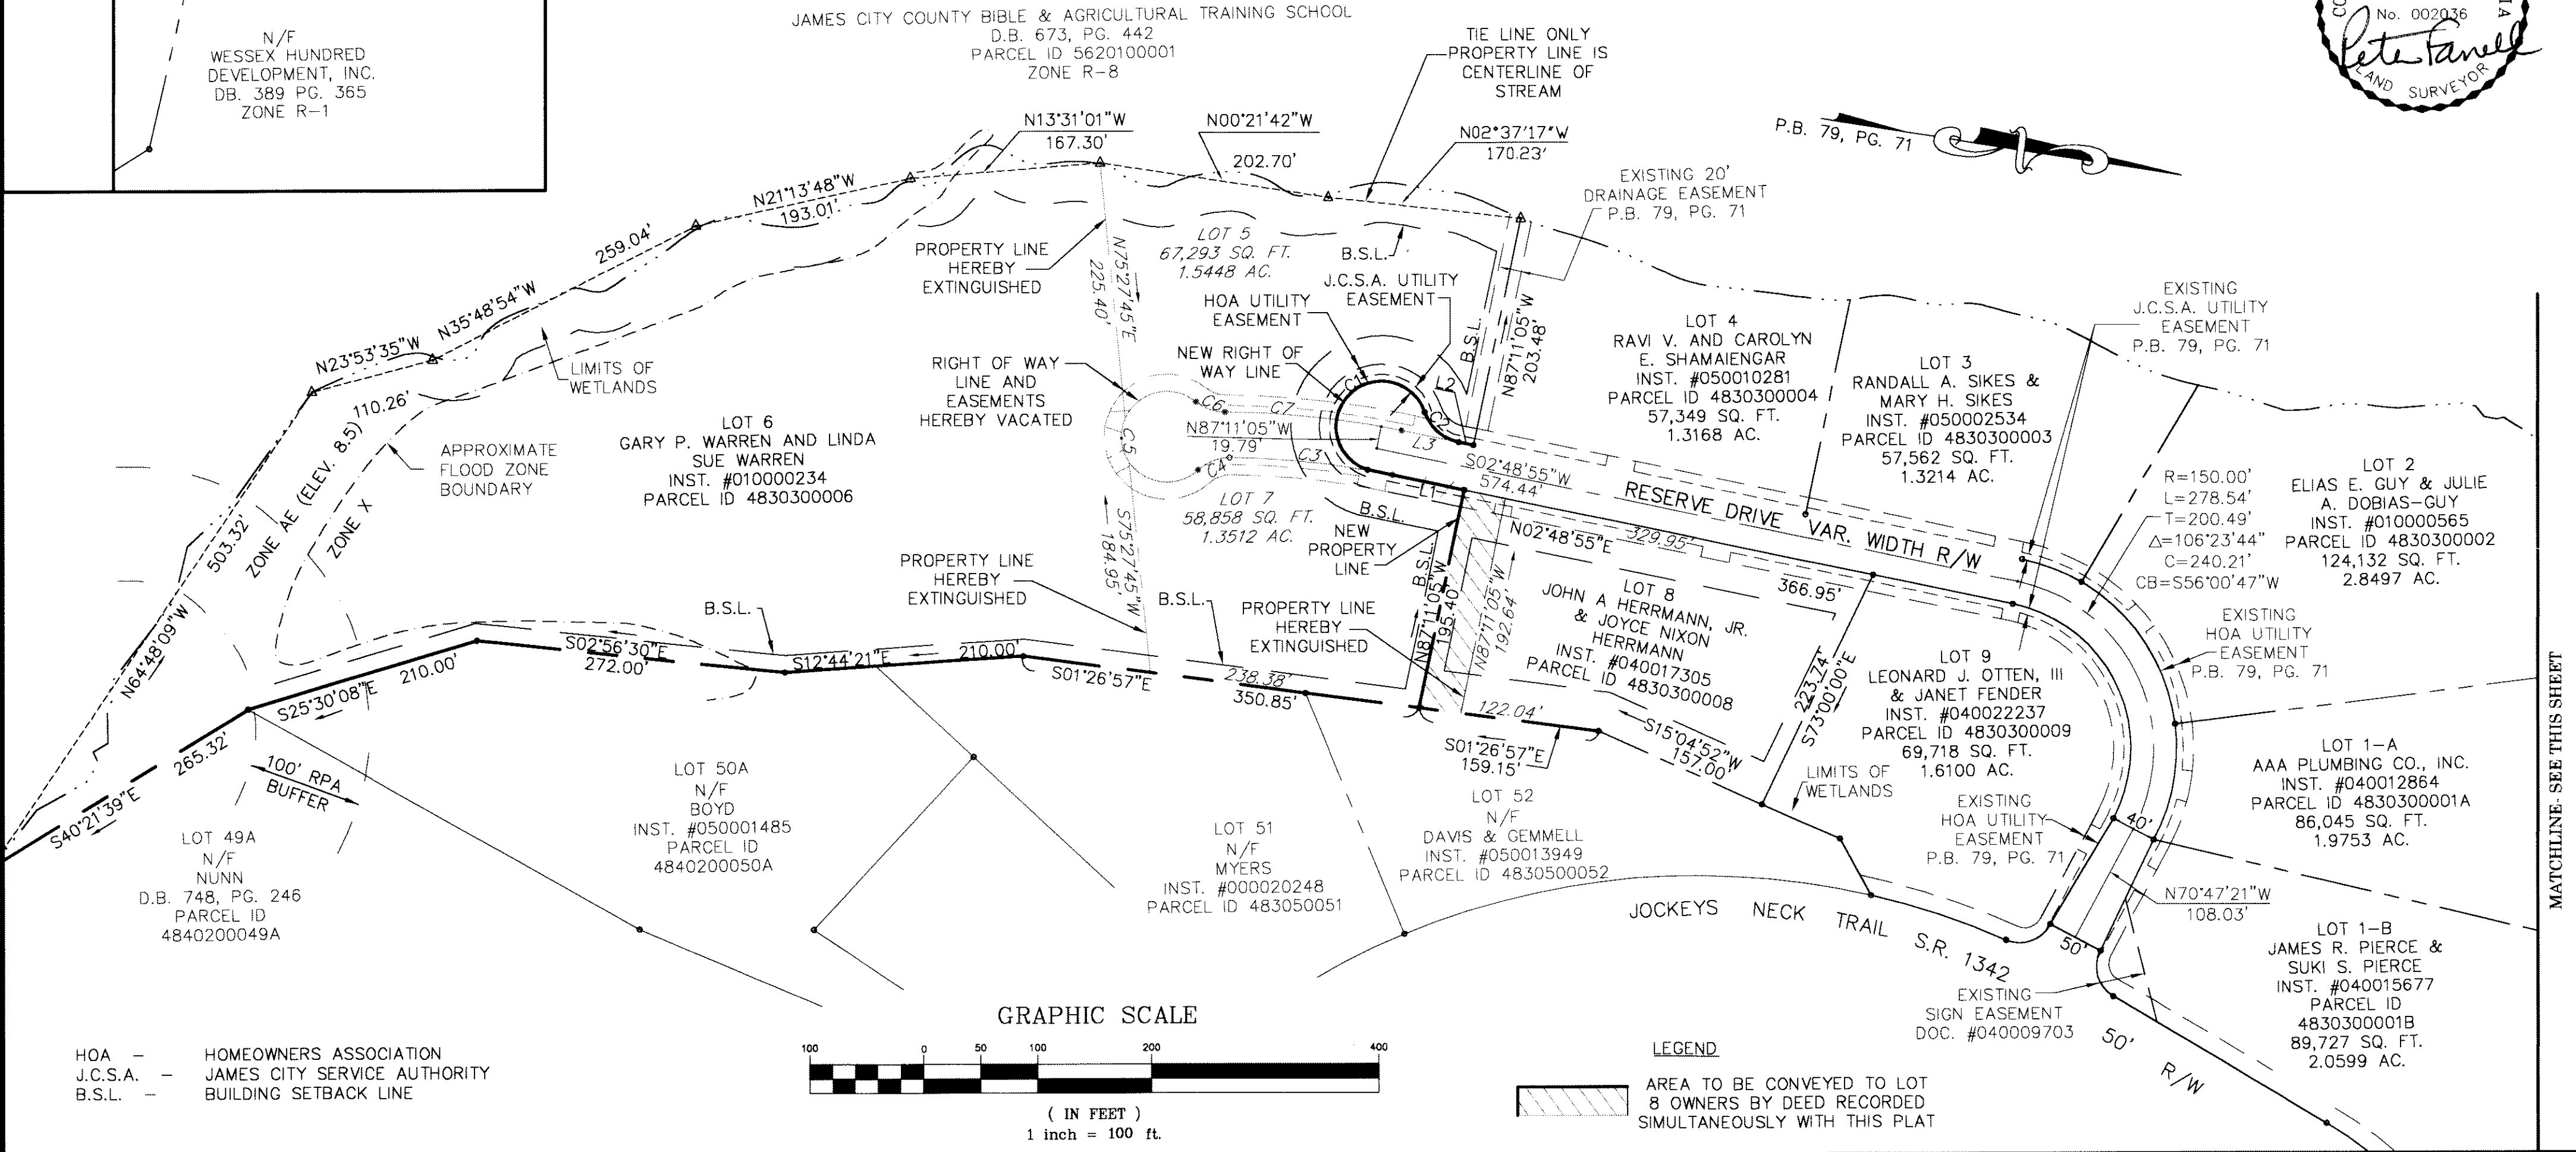 N/F
WESSEX HUNDRED
DEVELOPMENT, INC.
DB. 389 PG. 365
ZONE R-1
JAMES CITY COUNTY BIBLE & AGRICULTURAL TRAINING SCHOOL
D.B. 673, PG. 442
PARCEL ID 5620100001
ZONE R-8
TIE LINE ONLY
PROPERTY LINE IS
CENTERLINE OF
STREAM
No. 002036
Pete Farrell
LAND SURVEYOR
P.B. 79, PG. 71
N13°31'01"W
167.30'
N00°21'42"W
202.70'
N02°37'17"W
170.23'
EXISTING 20'
DRAINAGE EASEMENT
P.B. 79, PG. 71
N21°13'48"W
193.01'
259.04'
N35°48'54"W
N23°53'35"W
110.26'
503.32'
N64°48'09"W
ZONE AE (ELEV. 8.5)
ZONE X
LIMITS OF
WETLANDS
APPROXIMATE
FLOOD ZONE
BOUNDARY
PROPERTY LINE
HEREBY
EXTINGUISHED
N75°27'45"E
225.40'
LOT 5
67,293 SQ. FT.
1.5448 AC.
B.S.L.
J.C.S.A. UTILITY
EASEMENT
HOA UTILITY
EASEMENT
NEW RIGHT OF
WAY LINE
RIGHT OF WAY
LINE AND
EASEMENTS
HEREBY VACATED
B.S.L.
N87°11'05"W
203.48'
C1
L2
C2
L3
C6
C7
C5
C4
C3
L1
N87°11'05"W
19.79'
S02°48'55"W
574.44'
LOT 6
GARY P. WARREN AND LINDA
SUE WARREN
INST. #010000234
PARCEL ID 4830300006
LOT 7
58,858 SQ. FT.
1.3512 AC.
S75°27'45"W
184.95'
B.S.L.
NEW
PROPERTY
LINE
LOT 4
RAVI V. AND CAROLYN
E. SHAMAIENGAR
INST. #050010281
PARCEL ID 4830300004
57,349 SQ. FT.
1.3168 AC.
LOT 3
RANDALL A. SIKES &
MARY H. SIKES
INST. #050002534
PARCEL ID 4830300003
57,562 SQ. FT.
1.3214 AC.
EXISTING
J.C.S.A. UTILITY
EASEMENT
P.B. 79, PG. 71
R=150.00'
L=278.54'
T=200.49'
Δ=106°23'44"
C=240.21'
CB=S56°00'47"W
LOT 2
ELIAS E. GUY & JULIE
A. DOBIAS-GUY
INST. #010000565
PARCEL ID 4830300002
124,132 SQ. FT.
2.8497 AC.
RESERVE DRIVE VAR. WIDTH R/W
N02°48'55"E
329.95'
366.95'
EXISTING
HOA UTILITY
EASEMENT
P.B. 79, PG. 71
PROPERTY LINE
HEREBY
EXTINGUISHED
B.S.L.
B.S.L.
PROPERTY LINE
HEREBY
EXTINGUISHED
B.S.L.
N87°11'05"W
195.40'
N87°11'05"W
192.64'
LOT 8
JOHN A HERRMANN, JR.
& JOYCE NIXON
HERRMANN
INST. #040017305
PARCEL ID 4830300008
223.74'
S73°00'00"E
LOT 9
LEONARD J. OTTEN, III
& JANET FENDER
INST. #040022237
PARCEL ID 4830300009
69,718 SQ. FT.
1.6100 AC.
S02°56'30"E
272.00'
S12°44'21"E
210.00'
S01°26'57"E
238.38'
350.85'
122.04'
S01°26'57"E
159.15'
S15°04'52"W
157.00'
S25°30'08"E
210.00'
265.32'
S40°21'39"E
100' RPA
BUFFER
LIMITS OF
WETLANDS
EXISTING
HOA UTILITY
EASEMENT
P.B. 79, PG. 71
40'
LOT 1-A
AAA PLUMBING CO., INC.
INST. #040012864
PARCEL ID 4830300001A
86,045 SQ. FT.
1.9753 AC.
LOT 49A
N/F
NUNN
D.B. 748, PG. 246
PARCEL ID
4840200049A
LOT 50A
N/F
BOYD
INST. #050001485
PARCEL ID
4840200050A
LOT 51
N/F
MYERS
INST. #000020248
PARCEL ID 483050051
LOT 52
N/F
DAVIS & GEMMELL
INST. #050013949
PARCEL ID 4830500052
JOCKEYS NECK TRAIL S.R. 1342
N70°47'21"W
108.03'
50'
EXISTING
SIGN EASEMENT
DOC. #040009703
50' R/W
LOT 1-B
JAMES R. PIERCE &
SUKI S. PIERCE
INST. #040015677
PARCEL ID
4830300001B
89,727 SQ. FT.
2.0599 AC.
MATCHLINE- SEE THIS SHEET
HOA - HOMEOWNERS ASSOCIATION
J.C.S.A. - JAMES CITY SERVICE AUTHORITY
B.S.L. - BUILDING SETBACK LINE
GRAPHIC SCALE
100 0 50 100 200 400
( IN FEET )
1 inch = 100 ft.
LEGEND
AREA TO BE CONVEYED TO LOT
8 OWNERS BY DEED RECORDED
SIMULTANEOUSLY WITH THIS PLAT